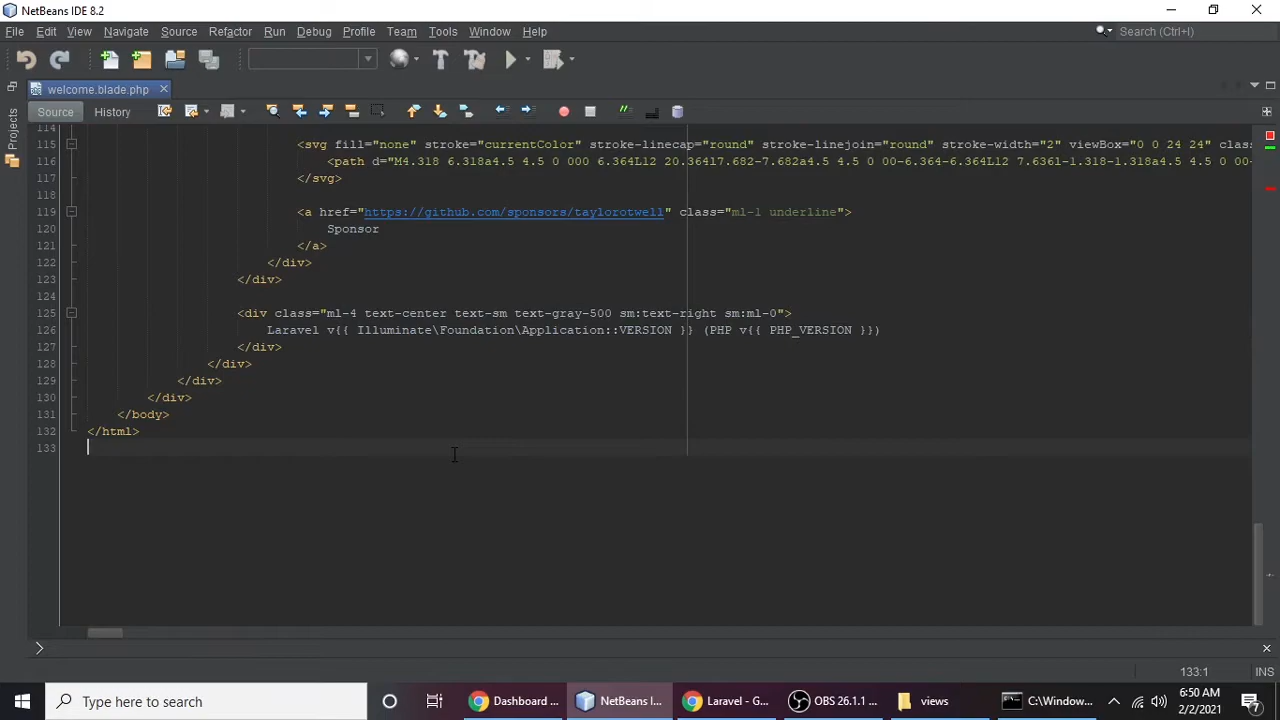 NetBeans IDE 8.2
File Edit View Navigate Source Refactor Run Debug Profile Team Tools Window Help
Search (Ctrl+I)
welcome.blade.php
Source History
Projects
114
115 <svg fill="none" stroke="currentColor" stroke-linecap="round" stroke-linejoin="round" stroke-width="2" viewBox="0 0 24 24" class
116 <path d="M4.318 6.318a4.5 4.5 0 000 6.364L12 20.364l7.682-7.682a4.5 4.5 0 00-6.364-6.364L12 7.636l-1.318-1.318a4.5 4.5 0 00-
117 </svg>
118
119 <a href="https://github.com/sponsors/taylorotwell" class="ml-1 underline">
120 Sponsor
121 </a>
122 </div>
123 </div>
124
125 <div class="ml-4 text-center text-sm text-gray-500 sm:text-right sm:ml-0">
126 Laravel v{{ Illuminate\Foundation\Application::VERSION }} (PHP v{{ PHP_VERSION }})
127 </div>
128 </div>
129 </div>
130 </div>
131 </body>
132 </html>
133
133:1 INS
Type here to search
Dashboard ...
NetBeans I...
Laravel - G...
OBS 26.1.1 ...
views
C:\Window...
6:50 AM
2/2/2021
7